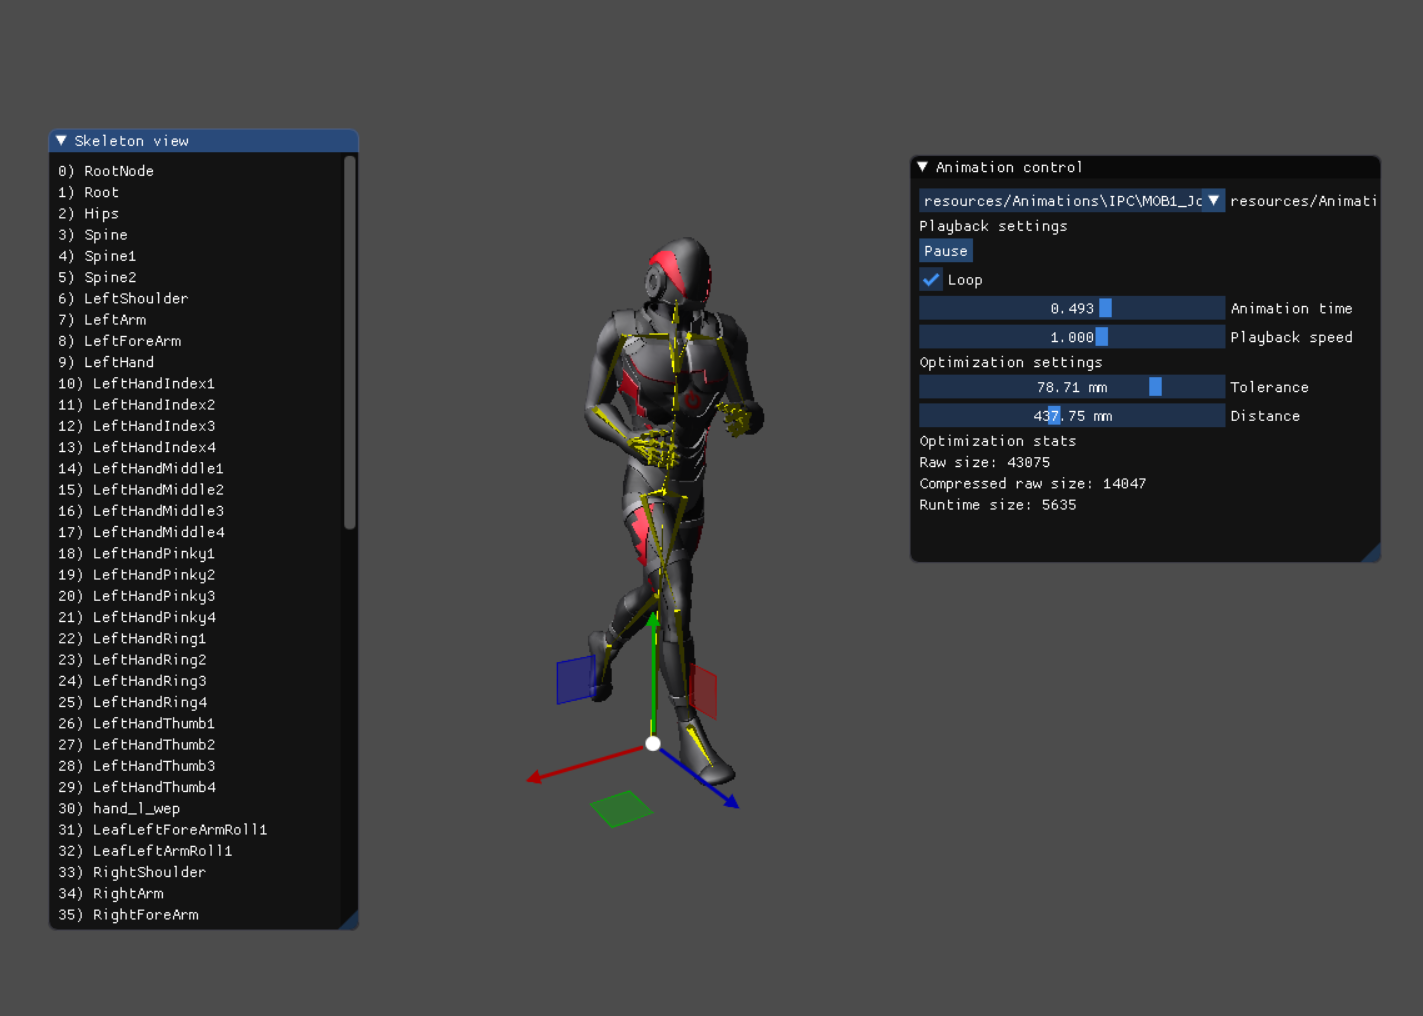 Skeleton view
0) RootNode
1) Root
2) Hips
3) Spine
4) Spine1
5) Spine2
6) LeftShoulder
7) LeftArm
8) LeftForeArm
9) LeftHand
10) LeftHandIndex1
11) LeftHandIndex2
12) LeftHandIndex3
13) LeftHandIndex4
14) LeftHandMiddle1
15) LeftHandMiddle2
16) LeftHandMiddle3
17) LeftHandMiddle4
18) LeftHandPinky1
19) LeftHandPinky2
20) LeftHandPinky3
21) LeftHandPinky4
22) LeftHandRing1
23) LeftHandRing2
24) LeftHandRing3
25) LeftHandRing4
26) LeftHandThumb1
27) LeftHandThumb2
28) LeftHandThumb3
29) LeftHandThumb4
30) hand_l_wep
31) LeafLeftForeArmRoll1
32) LeafLeftArmRoll1
33) RightShoulder
34) RightArm
35) RightForeArm
Animation control
resources/Animations\IPC\MOB1_Jo resources/Animati
Playback settings
Pause
Loop
0.493 Animation time
1.000 Playback speed
Optimization settings
78.71 mm Tolerance
437.75 mm Distance
Optimization stats
Raw size: 43075
Compressed raw size: 14047
Runtime size: 5635